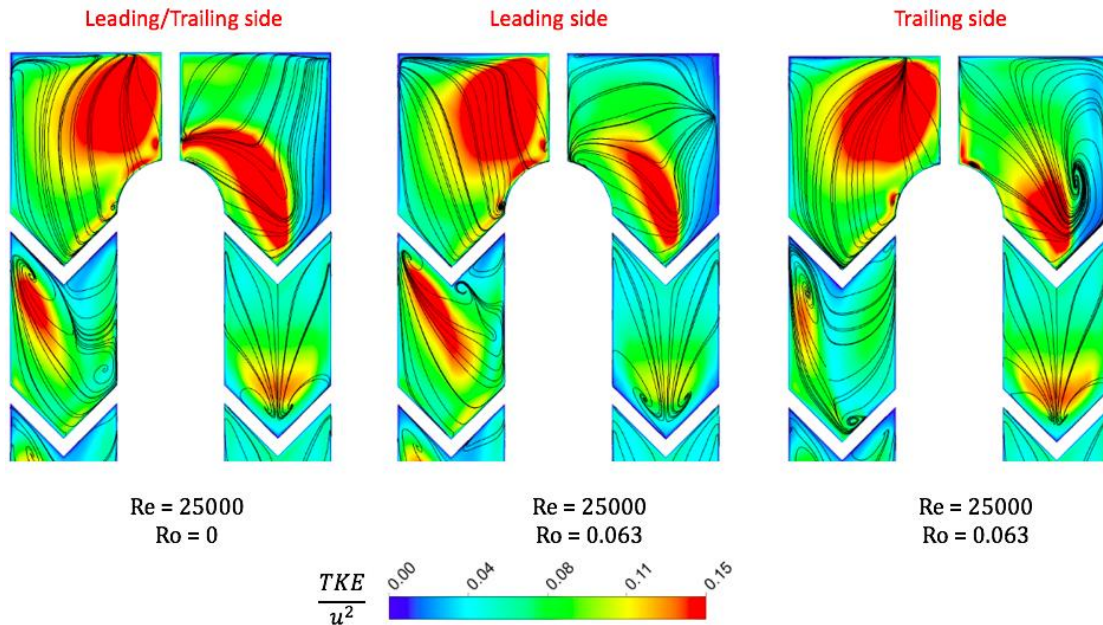 Leading/Trailing side
Leading side
Trailing side
Re = 25000
Ro = 0
Re = 25000
Ro = 0.063
Re = 25000
Ro = 0.063
TKE
u²
0.00
0.04
0.08
0.11
0.15